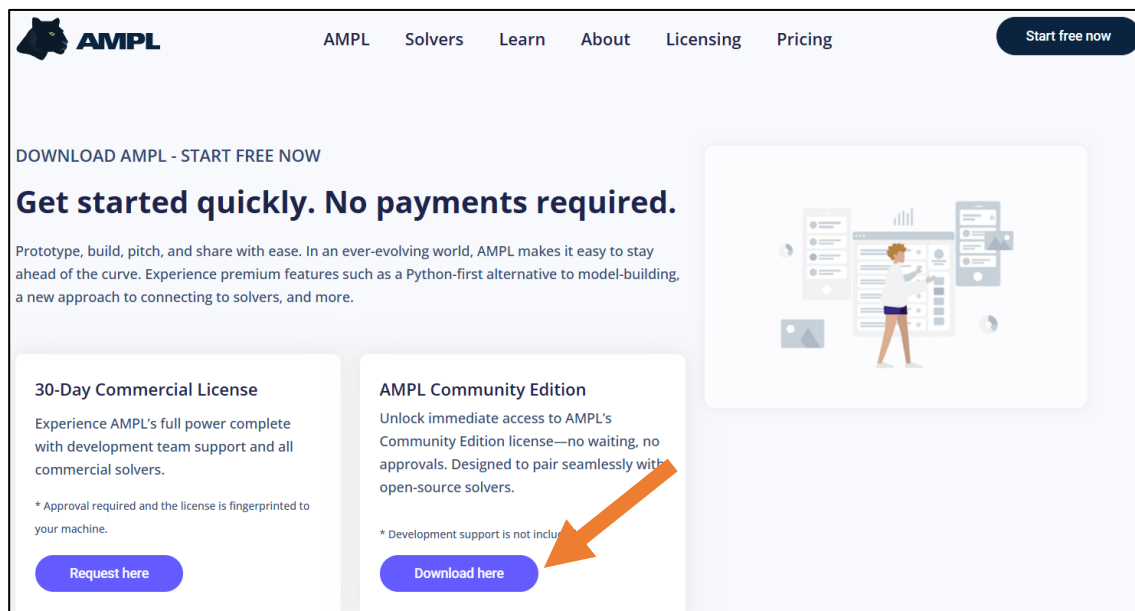 AMPL
AMPL Solvers Learn About Licensing Pricing
Start free now
DOWNLOAD AMPL - START FREE NOW
Get started quickly. No payments required.
Prototype, build, pitch, and share with ease. In an ever-evolving world, AMPL makes it easy to stay
ahead of the curve. Experience premium features such as a Python-first alternative to model-building,
a new approach to connecting to solvers, and more.
30-Day Commercial License
Experience AMPL's full power complete
with development team support and all
commercial solvers.
* Approval required and the license is fingerprinted to
your machine.
Request here
AMPL Community Edition
Unlock immediate access to AMPL's
Community Edition license—no waiting, no
approvals. Designed to pair seamlessly with
open-source solvers.
* Development support is not
Download here